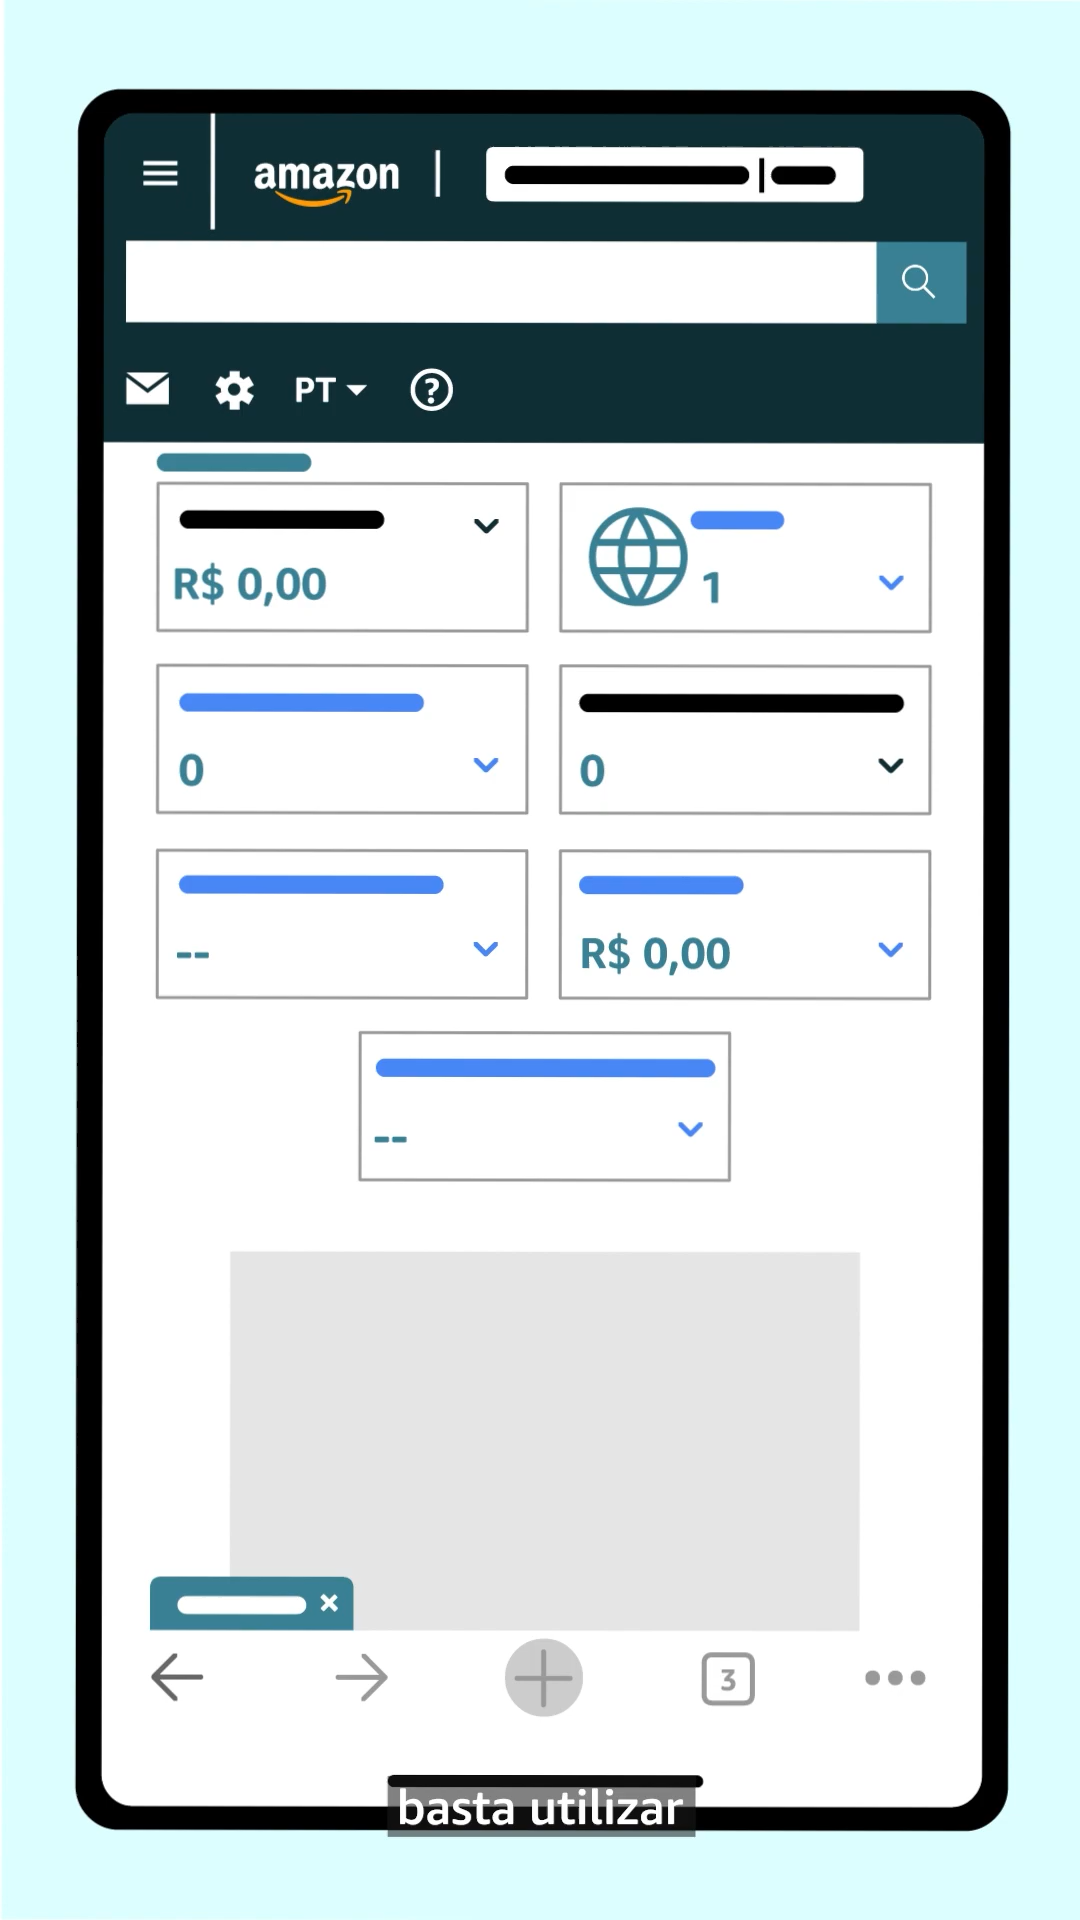 amazon
PT
?
R$ 0,00
1
0
0
--
R$ 0,00
--
3
basta utilizar